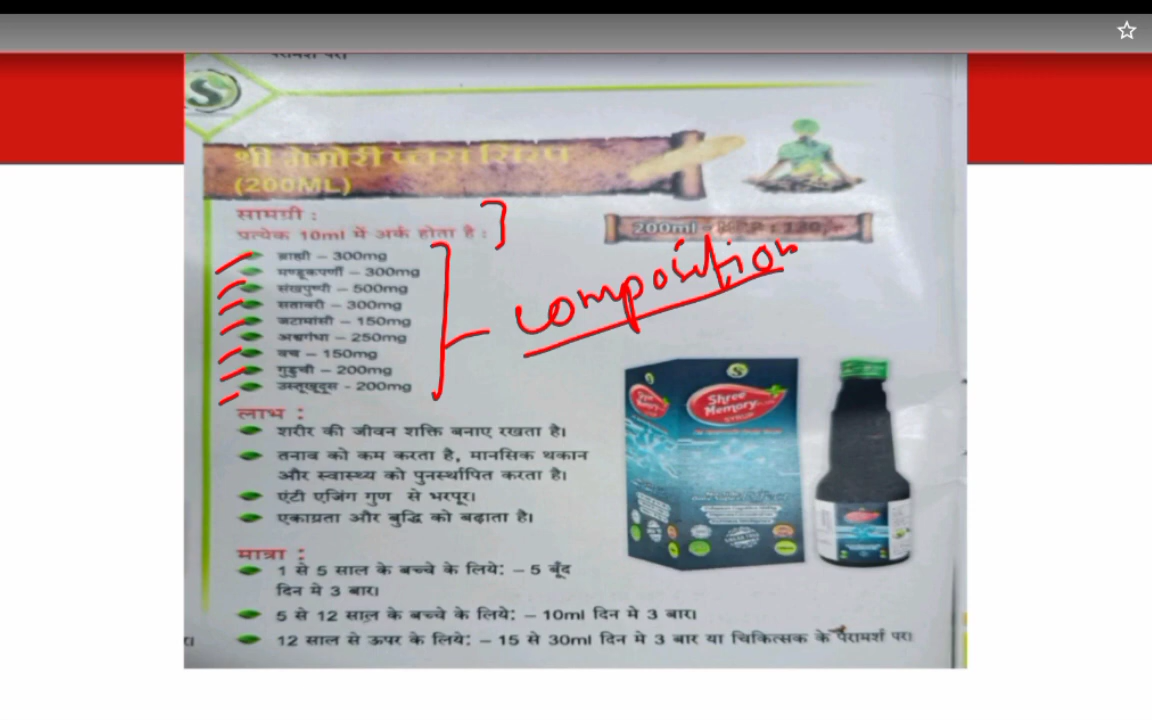 श्री मेमोरी प्लस सिरप
(200ML)
सामग्री :
प्रत्येक 10ml में अर्क होता है :
200ml - MRP : 130/-
ब्राह्मी – 300mg
मण्डूकपर्णी – 300mg
संखपुष्पी – 500mg
सतावरी – 300mg
जटामांसी – 150mg
अश्वगंधा – 250mg
वच – 150mg
गुडुची – 200mg
उस्तूखूदूस - 200mg
composition
लाभ :
शरीर की जीवन शक्ति बनाए रखता है।
तनाव को कम करता है, मानसिक थकान
और स्वास्थ्य को पुनर्स्थापित करता है।
एंटी एजिंग गुण से भरपूर।
एकाग्रता और बुद्धि को बढ़ाता है।
Shree
Memory
SYRUP
मात्रा :
1 से 5 साल के बच्चे के लिये: – 5 बूँद
दिन मे 3 बार।
5 से 12 साल के बच्चे के लिये: – 10ml दिन मे 3 बार।
12 साल से ऊपर के लिये: – 15 से 30ml दिन मे 3 बार या चिकित्सक के परामर्श पर।